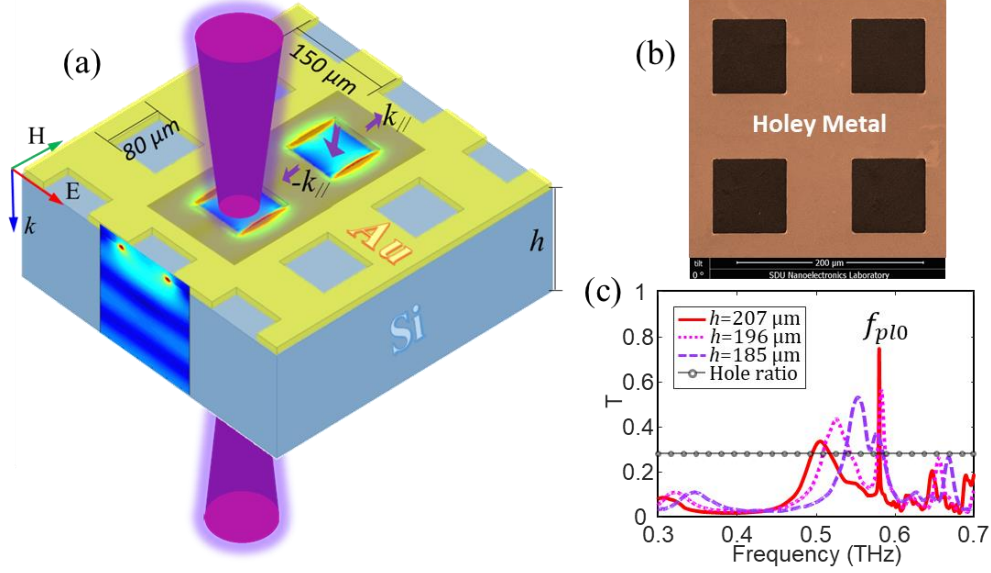 (a)
150 μm
80 μm
k//
-k//
H
E
k
Au
Si
h
(b)
Holey Metal
tilt
0 °
200 μm
SDU Nanoelectronics Laboratory
(c)
h=207 μm
h=196 μm
h=185 μm
Hole ratio
fpl0
T
1
0.8
0.6
0.4
0.2
0
0.3
0.4
0.5
0.6
0.7
Frequency (THz)